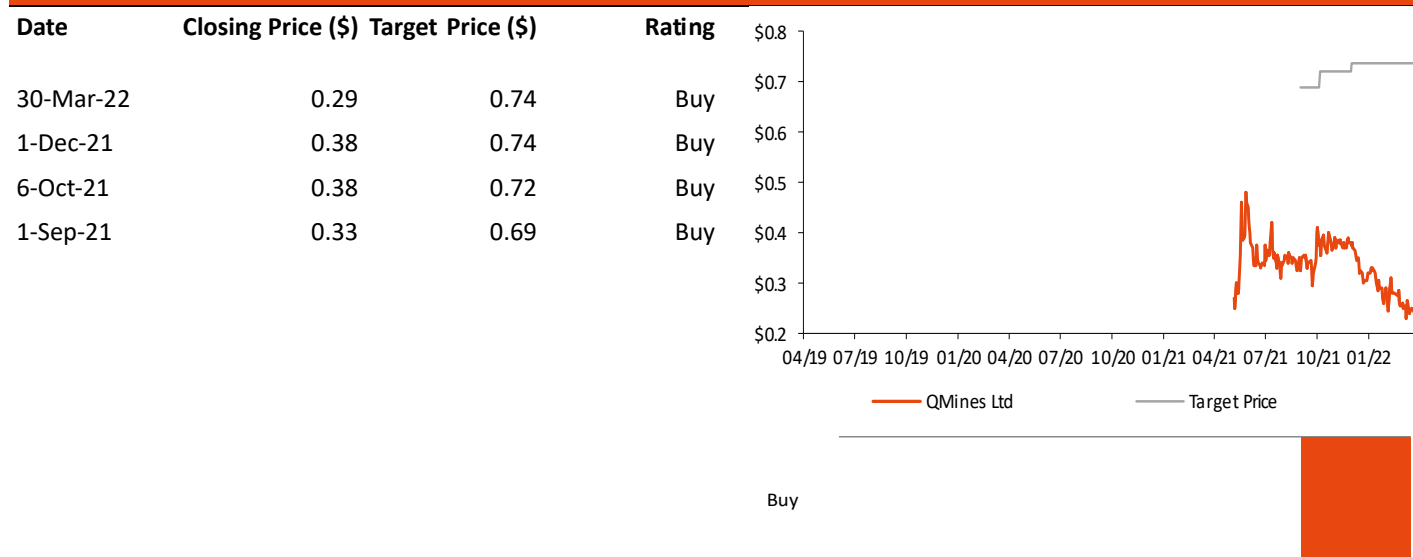 Date Closing Price ($) Target Price ($) Rating
30-Mar-22 0.29 0.74 Buy
1-Dec-21 0.38 0.74 Buy
6-Oct-21 0.38 0.72 Buy
1-Sep-21 0.33 0.69 Buy
$0.8
$0.7
$0.6
$0.5
$0.4
$0.3
$0.2
04/19 07/19 10/19 01/20 04/20 07/20 10/20 01/21 04/21 07/21 10/21 01/22
QMines Ltd Target Price
Buy